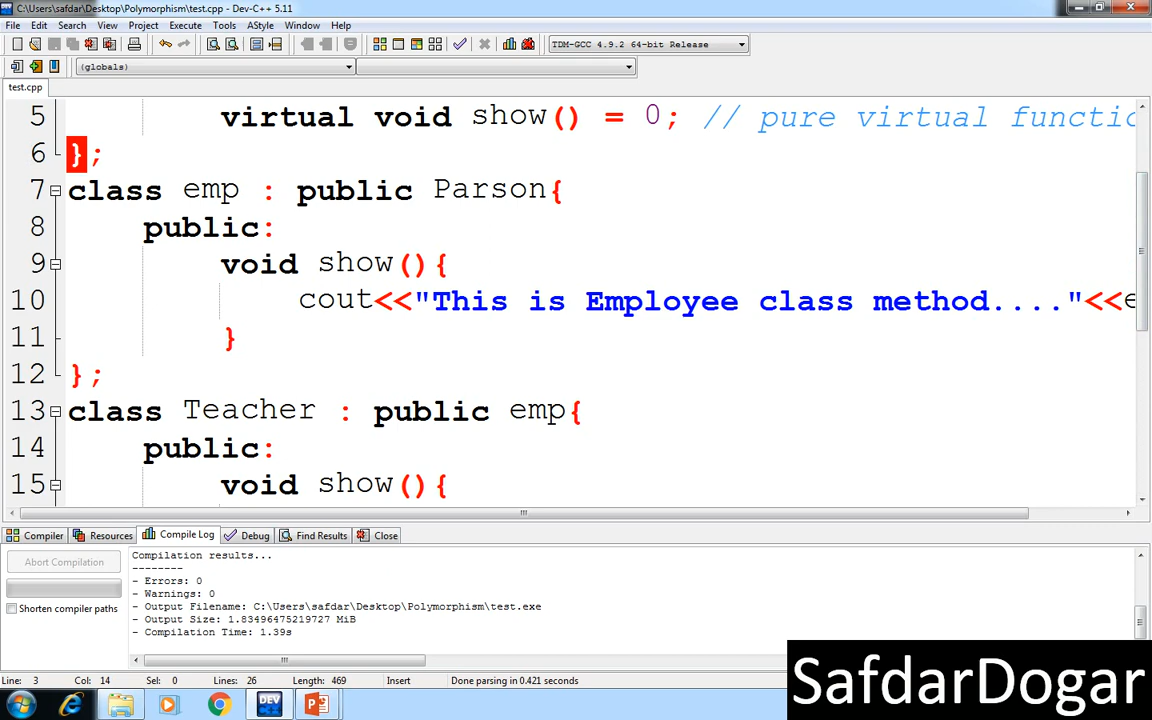 C:\Users\safdar\Desktop\Polymorphism\test.cpp - Dev-C++ 5.11
File Edit Search View Project Execute Tools AStyle Window Help
TDM-GCC 4.9.2 64-bit Release
(globals)
test.cpp
5 virtual void show() = 0; // pure virtual functio
6 };
7 class emp : public Parson{
8 public:
9 void show(){
10 cout<<"This is Employee class method...."<<e
11 }
12 };
13 class Teacher : public emp{
14 public:
15 void show(){
Compiler Resources Compile Log Debug Find Results Close
Abort Compilation
Shorten compiler paths
Compilation results...
--------
- Errors: 0
- Warnings: 0
- Output Filename: C:\Users\safdar\Desktop\Polymorphism\test.exe
- Output Size: 1.83496475219727 MiB
- Compilation Time: 1.39s
Line: 3 Col: 14 Sel: 0 Lines: 26 Length: 469 Insert Done parsing in 0.421 seconds
DEV
SafdarDogar